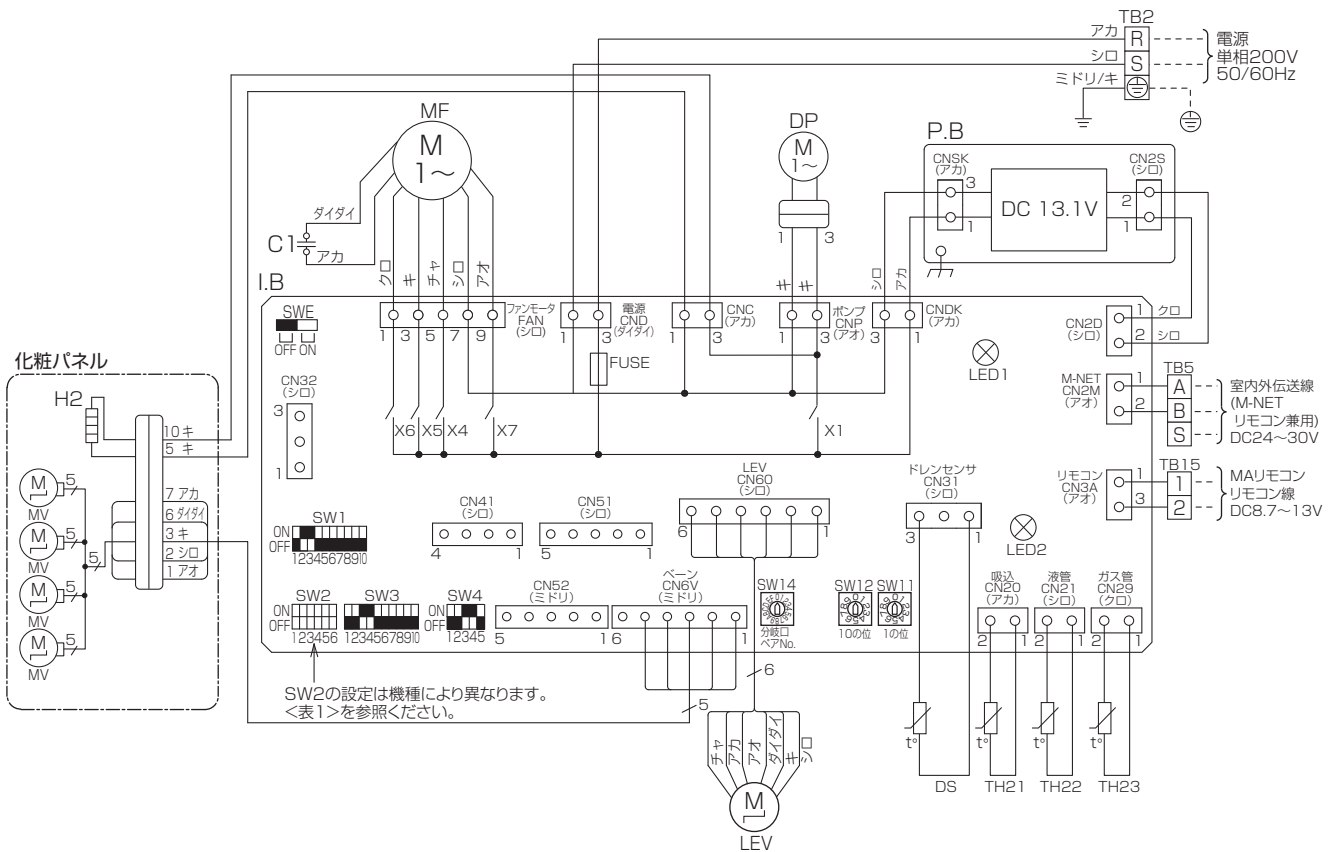 TB2
アカ
R
電源
シロ
S
単相200V
ミドリ/キ
50/60Hz
MF
M
1～
DP
M
1～
P.B
CNSK
(アカ)
3
1
DC 13.1V
CN2S
(シロ)
2
1
ダイダイ
C1
アカ
クロ
キ
チャ
シロ
アオ
キ
キ
1
3
シロ
アカ
I.B
SWE
OFF ON
1
3
5
7
9
ファンモータ
FAN
(シロ)
1
電源
CND
(ダイダイ)
3
1
CNC
(アカ)
3
1
ポンプ
CNP
(アオ)
3
3
CNDK
(アカ)
1
FUSE
CN2D
(シロ)
1
クロ
2
シロ
LED1
M-NET
CN2M
(アオ)
1
2
TB5
A
B
S
室内外伝送線
(M-NET
リモコン兼用)
DC24～30V
化粧パネル
H2
10 キ
5 キ
7 アカ
6 ダイダイ
3 キ
2 シロ
1 アオ
M
MV
5
M
MV
5
M
MV
5
M
MV
5
5
CN32
(シロ)
3
1
X6
X5
X4
X7
X1
リモコン
CN3A
(アオ)
1
3
TB15
1
2
MAリモコン
リモコン線
DC8.7～13V
SW1
ON
OFF
12345678910
CN41
(シロ)
4
1
CN51
(シロ)
5
1
LEV
CN60
(シロ)
6
1
ドレンセンサ
CN31
(シロ)
3
1
LED2
SW2
ON
OFF
123456
SW3
12345678910
SW4
ON
OFF
12345
CN52
(ミドリ)
5
1
ベーン
CN6V
(ミドリ)
6
1
SW14
分岐口
ペアNo.
SW12
10の位
SW11
1の位
吸込
CN20
(アカ)
2
1
液管
CN21
(シロ)
2
1
ガス管
CN29
(クロ)
2
1
SW2の設定は機種により異なります。
<表1>を参照ください。
6
5
チャ
アカ
アオ
ダイダイ
キ
シロ
M
LEV
t°
t°
t°
t°
DS
TH21
TH22
TH23